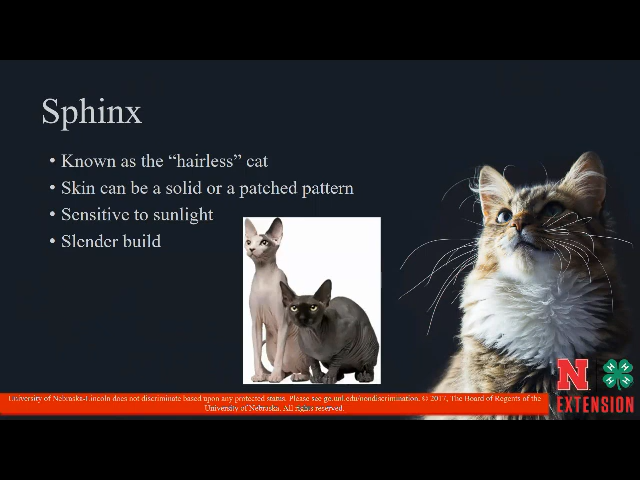 Sphinx
• Known as the “hairless” cat
• Skin can be a solid or a patched pattern
• Sensitive to sunlight
• Slender build
N
H H H H
EXTENSION
University of Nebraska-Lincoln does not discriminate based upon any protected status. Please see go.unl.edu/nondiscrimination. © 2017, The Board of Regents of the
University of Nebraska. All rights reserved.